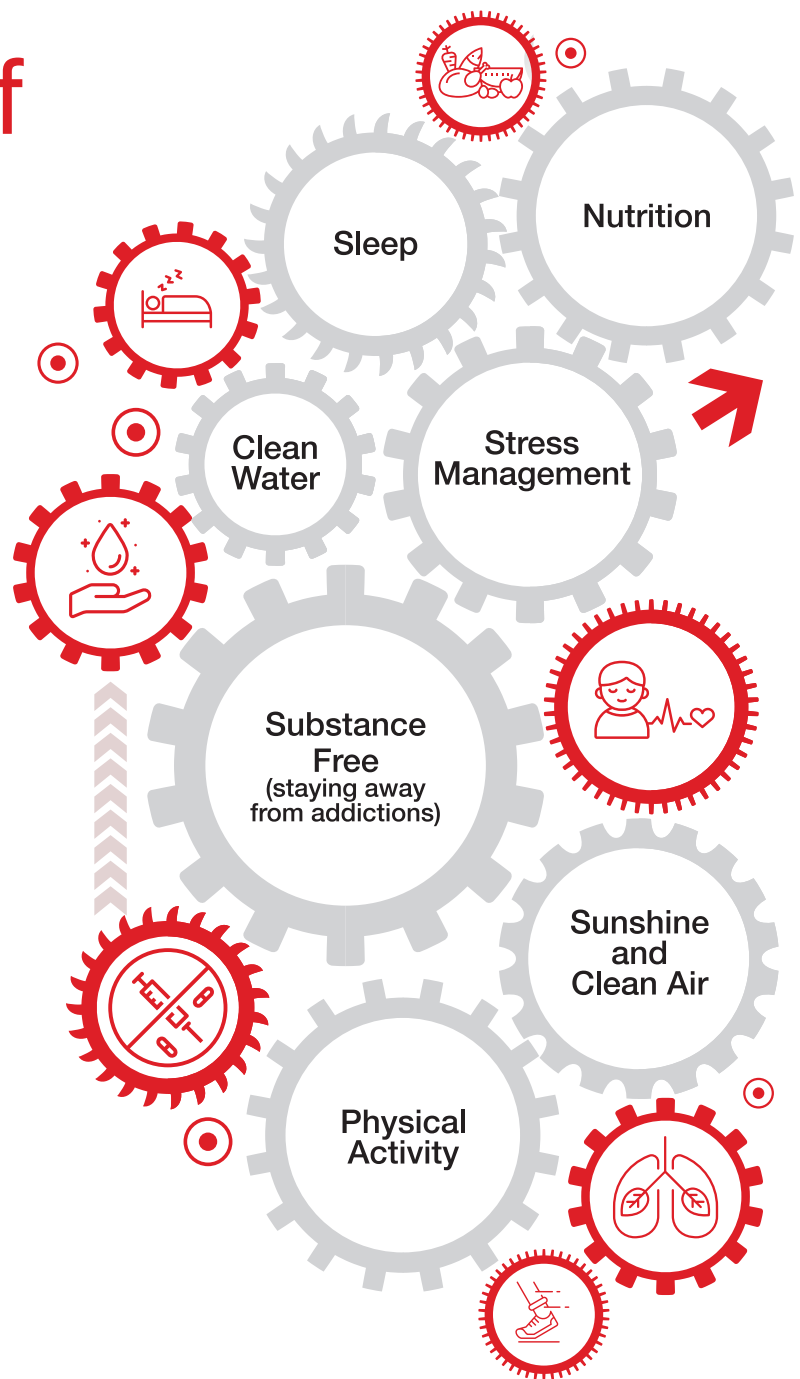 f
Nutrition
Sleep
Clean
Water
Stress
Management
Substance
Free
(staying away
from addictions)
Sunshine
and
Clean Air
Physical
Activity